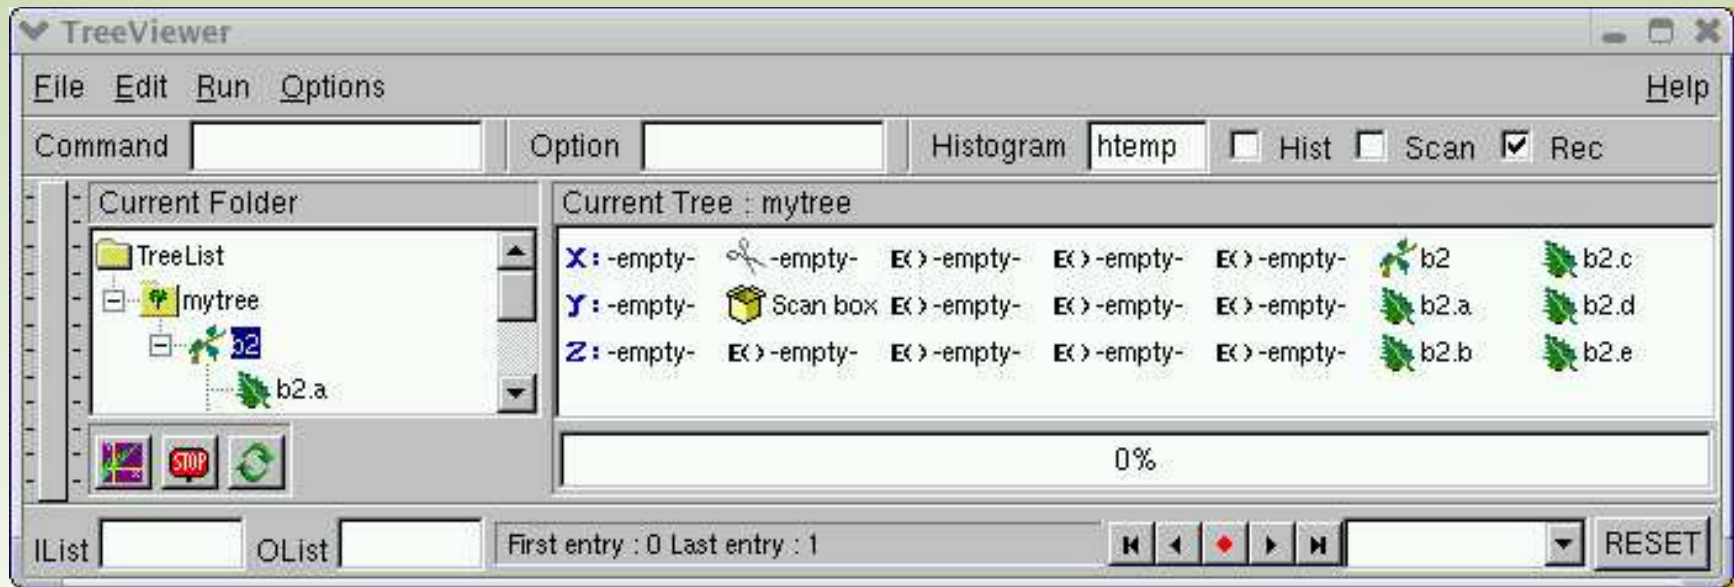 TreeViewer
File Edit Run Options Help
Command Option Histogram htemp Hist Scan Rec
Current Folder Current Tree : mytree
TreeList
mytree
b2
b2.a
X: -empty- -empty- E() -empty- E() -empty- E() -empty- b2 b2.c
Y: -empty- Scan box E() -empty- E() -empty- E() -empty- b2.a b2.d
Z: -empty- E() -empty- E() -empty- E() -empty- E() -empty- b2.b b2.e
STOP
0%
IList OList First entry : 0 Last entry : 1 RESET